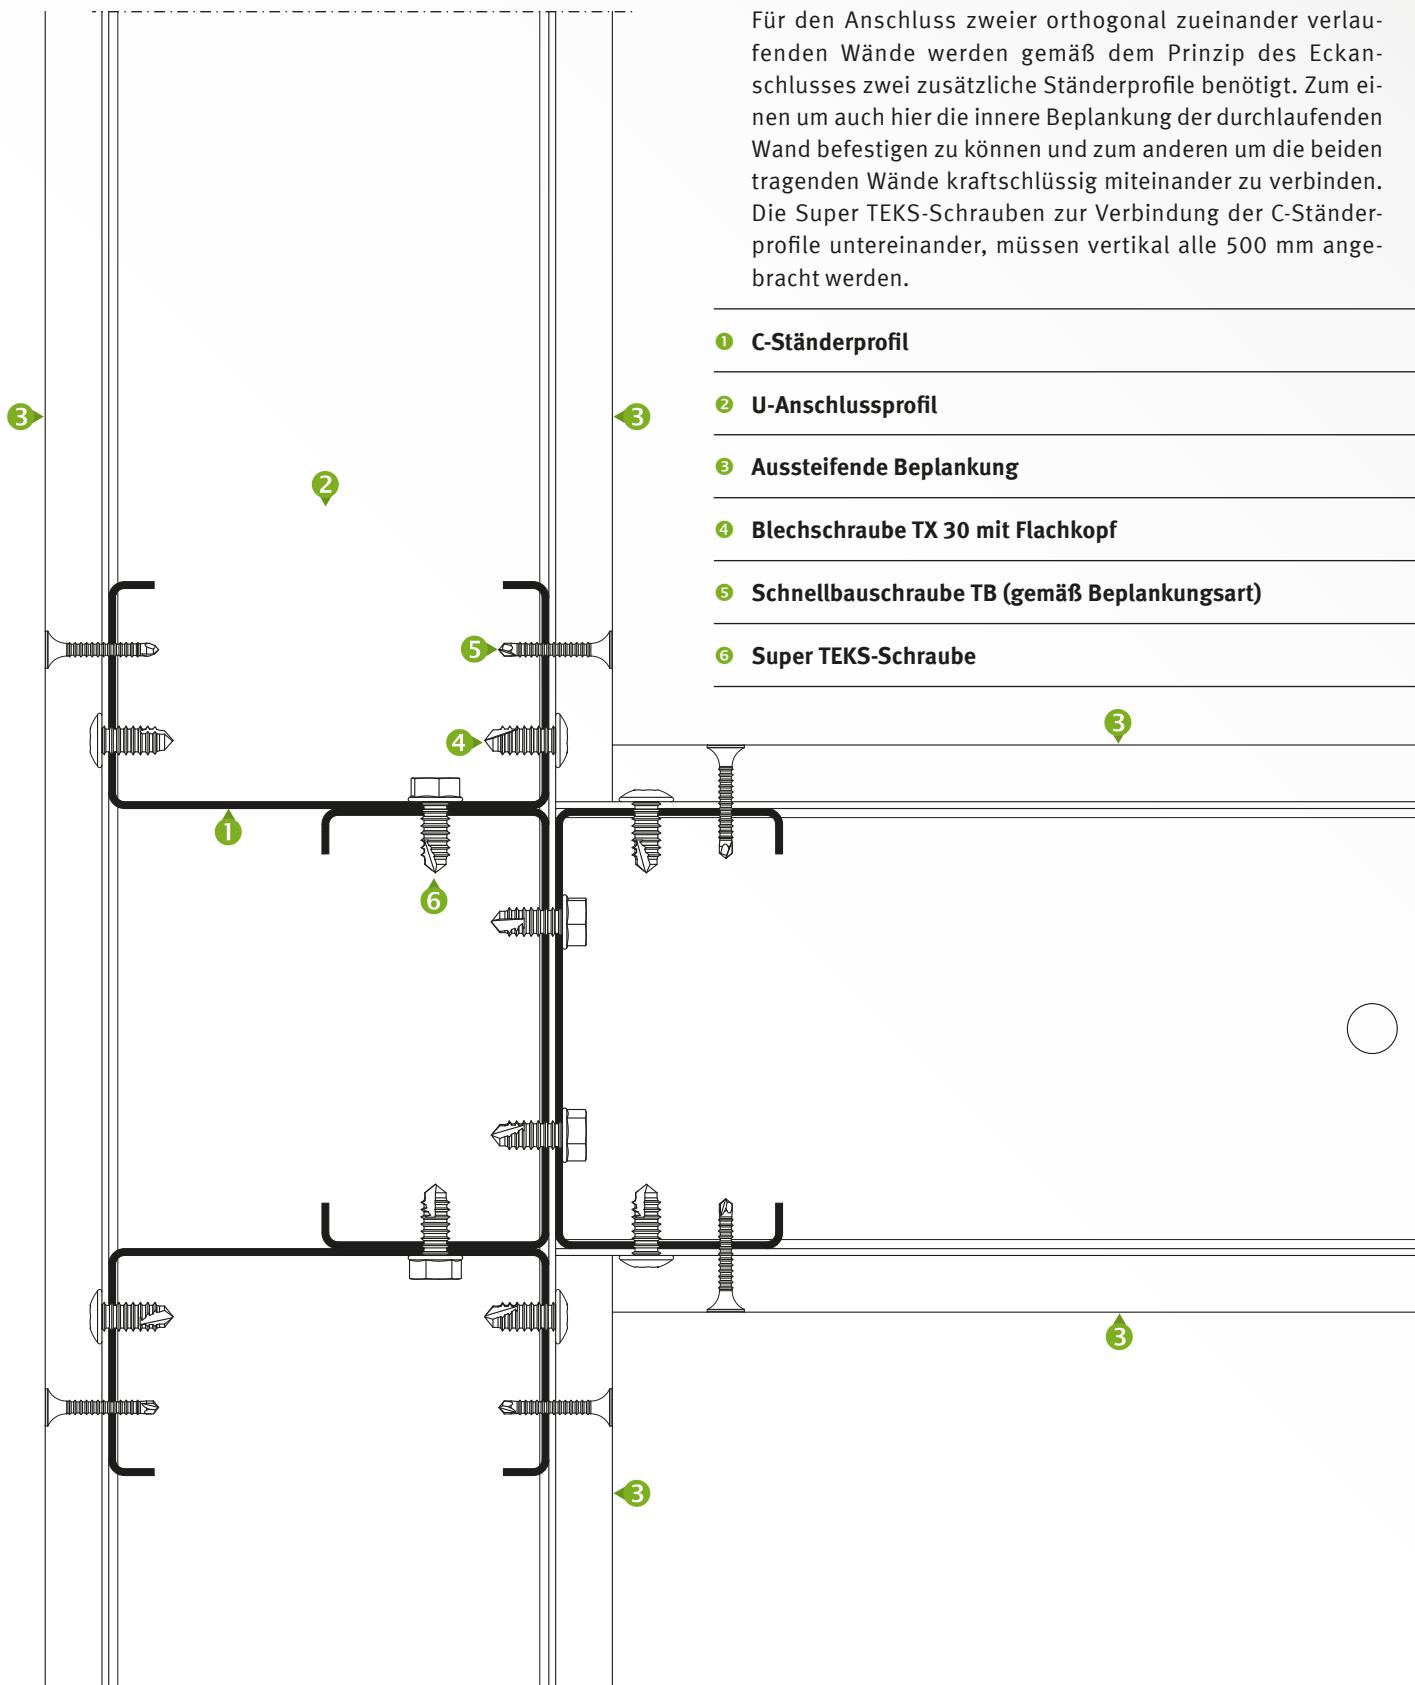 Für den Anschluss zweier orthogonal zueinander verlau-
fenden Wände werden gemäß dem Prinzip des Eckan-
schlusses zwei zusätzliche Ständerprofile benötigt. Zum ei-
nen um auch hier die innere Beplankung der durchlaufenden
Wand befestigen zu können und zum anderen um die beiden
tragenden Wände kraftschlüssig miteinander zu verbinden.
Die Super TEKS-Schrauben zur Verbindung der C-Ständer-
profile untereinander, müssen vertikal alle 500 mm ange-
bracht werden.
1 C-Ständerprofil
2 U-Anschlussprofil
3 Aussteifende Beplankung
4 Blechschraube TX 30 mit Flachkopf
5 Schnellbauschraube TB (gemäß Beplankungsart)
6 Super TEKS-Schraube
3
3
2
5
4
3
1
6
3
3